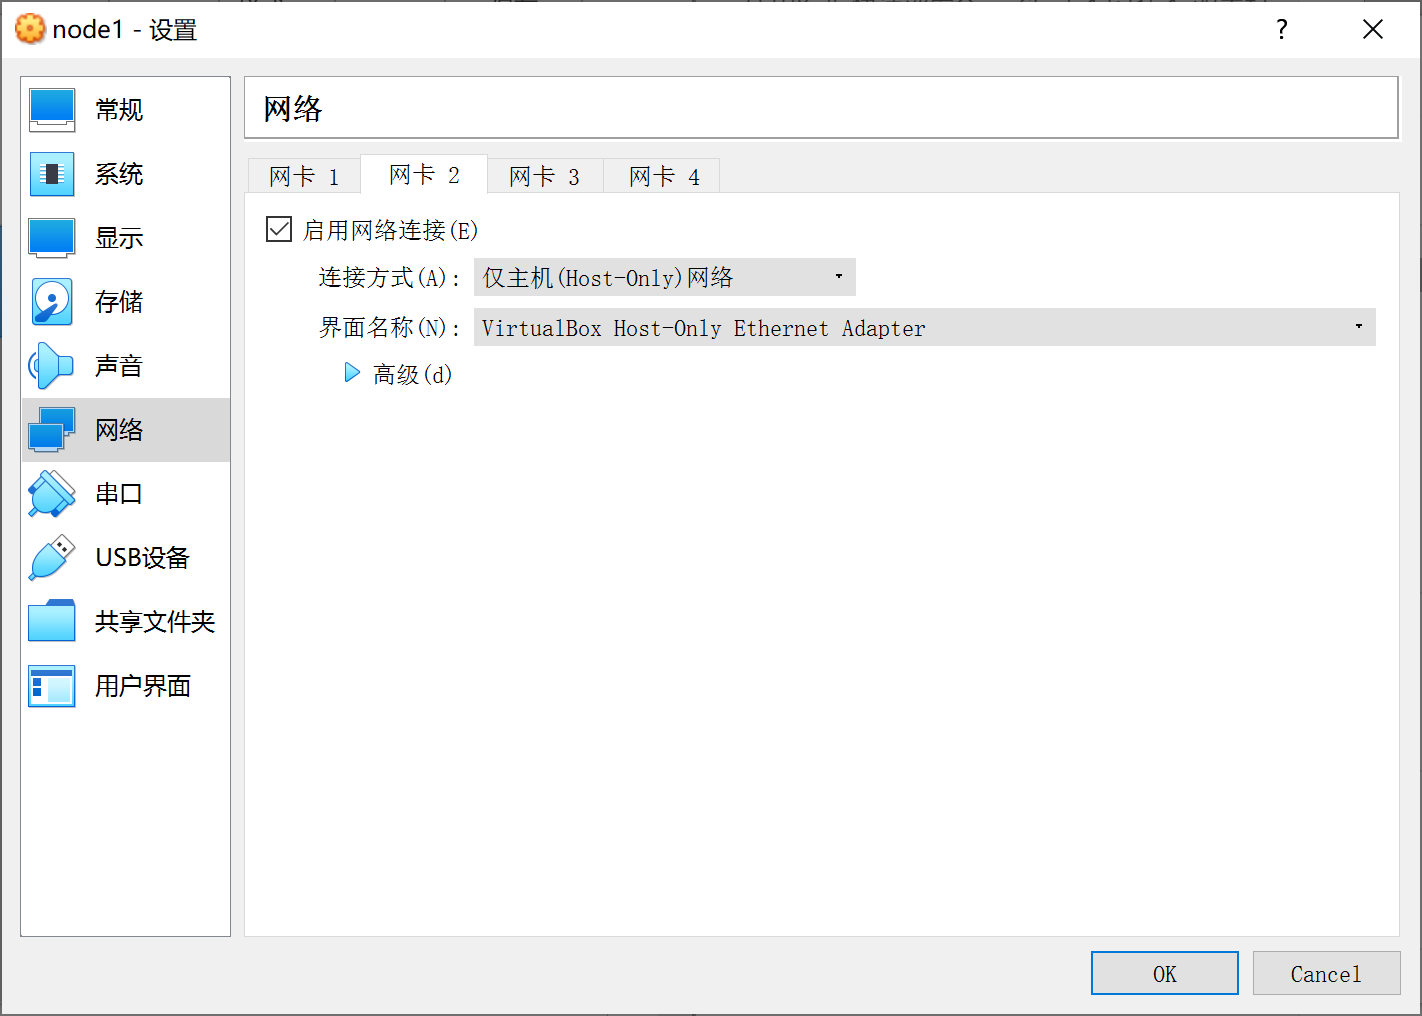 node1 - 设置
?
常规
系统
显示
存储
声音
网络
串口
USB设备
共享文件夹
用户界面
网络
网卡 1 网卡 2 网卡 3 网卡 4
启用网络连接(E)
连接方式(A): 仅主机(Host-Only)网络
界面名称(N): VirtualBox Host-Only Ethernet Adapter
高级(d)
OK Cancel